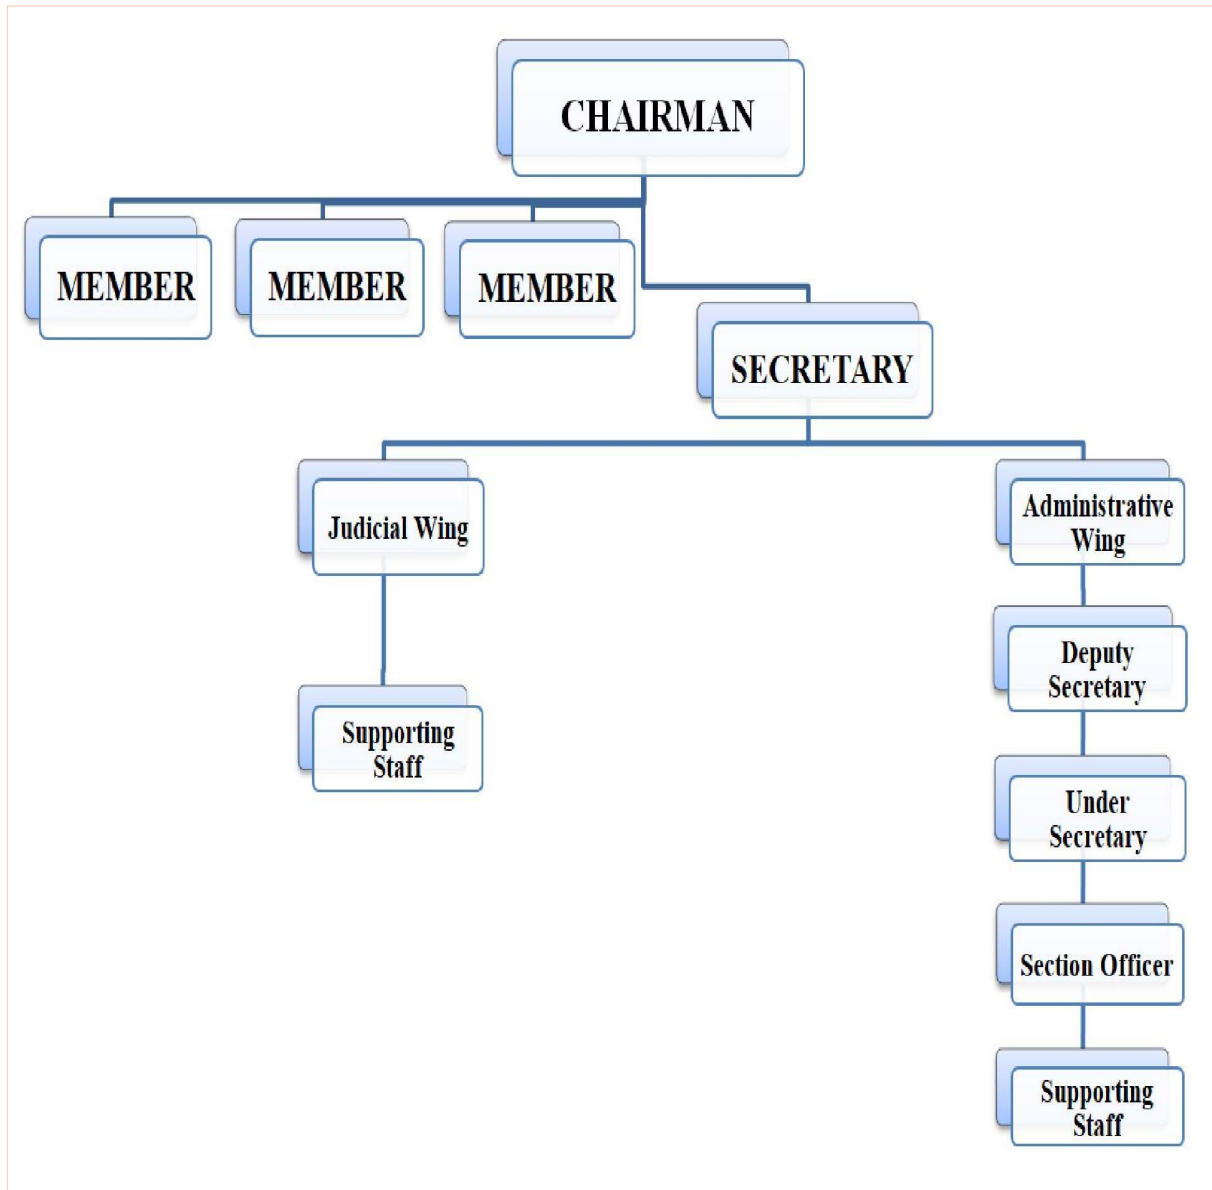 CHAIRMAN
MEMBER
MEMBER
MEMBER
SECRETARY
Judicial Wing
Supporting
Staff
Administrative
Wing
Deputy
Secretary
Under
Secretary
Section Officer
Supporting
Staff